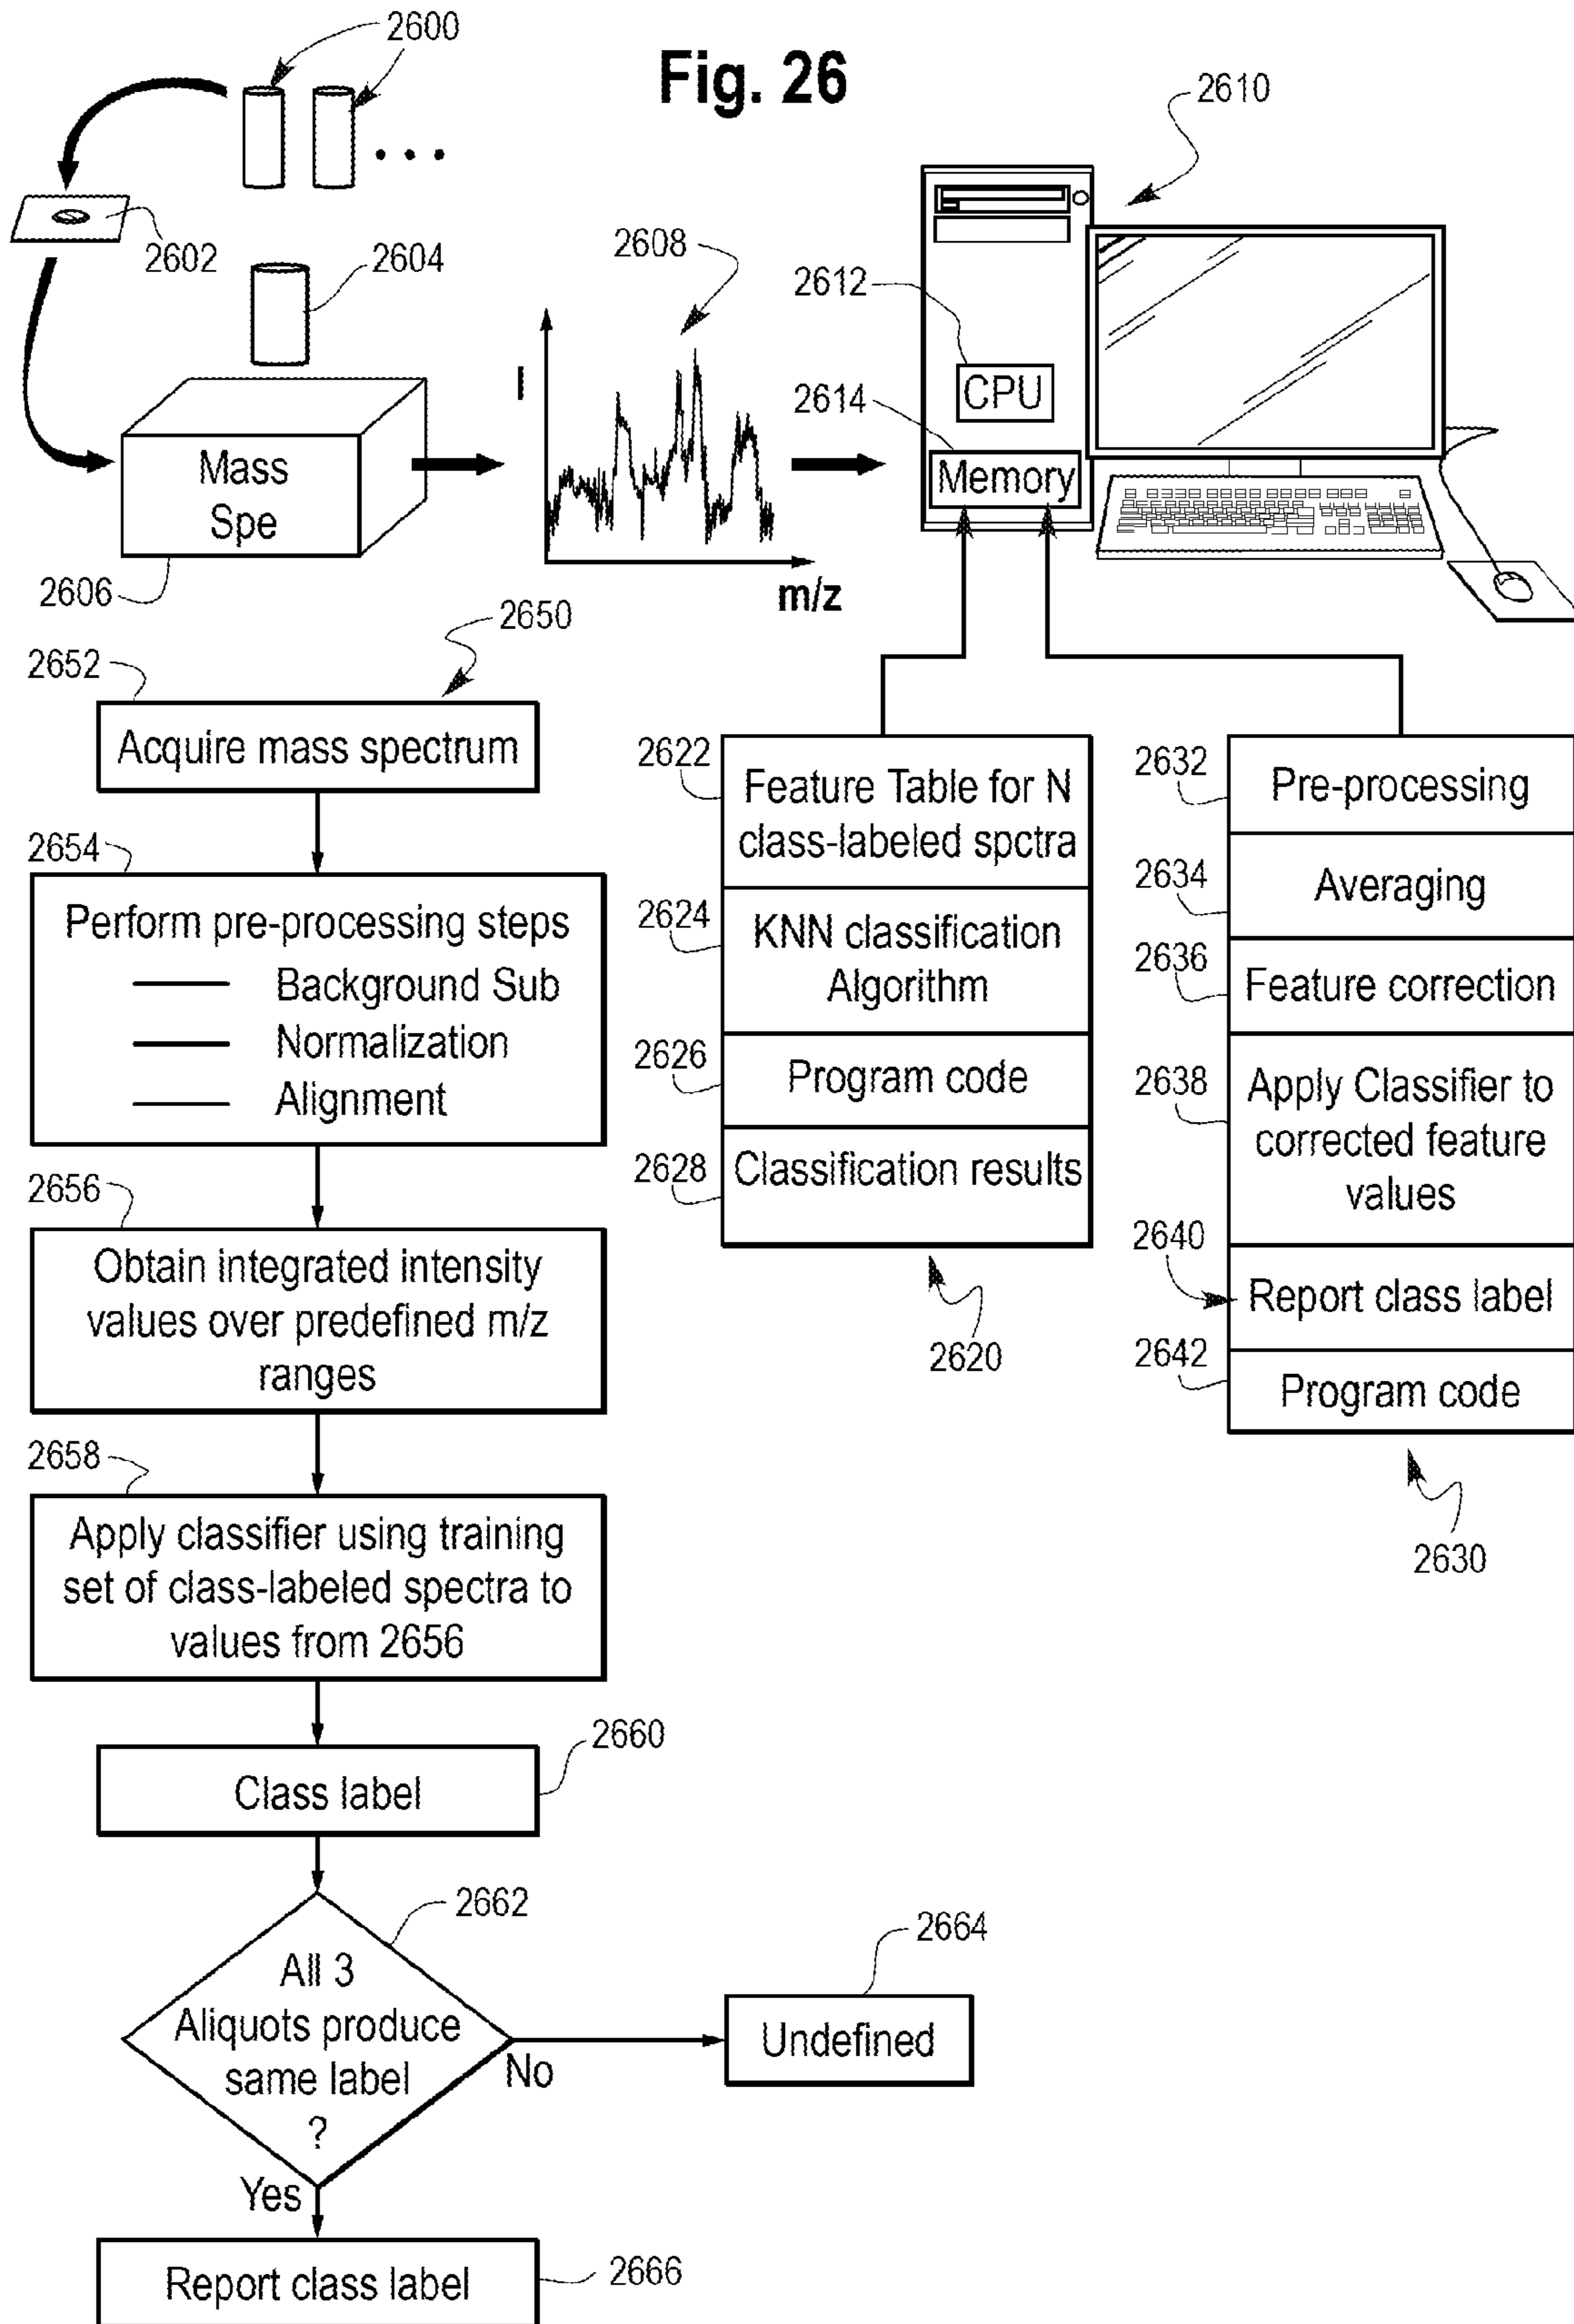 Fig. 26
2600
2602
2604
2606
Mass
Spe
2608
I
m/z
2610
2612
CPU
2614
Memory
2650
2652
Acquire mass spectrum
2654
Perform pre-processing steps
Background Sub
Normalization
Alignment
2656
Obtain integrated intensity
values over predefined m/z
ranges
2658
Apply classifier using training
set of class-labeled spectra to
values from 2656
2660
Class label
2662
All 3
Aliquots produce
same label
?
No
2664
Undefined
Yes
Report class label
2666
2622
Feature Table for N
class-labeled spctra
2624
KNN classification
Algorithm
2626
Program code
2628
Classification results
2620
2632
Pre-processing
2634
Averaging
2636
Feature correction
2638
Apply Classifier to
corrected feature
values
2640
Report class label
2642
Program code
2630